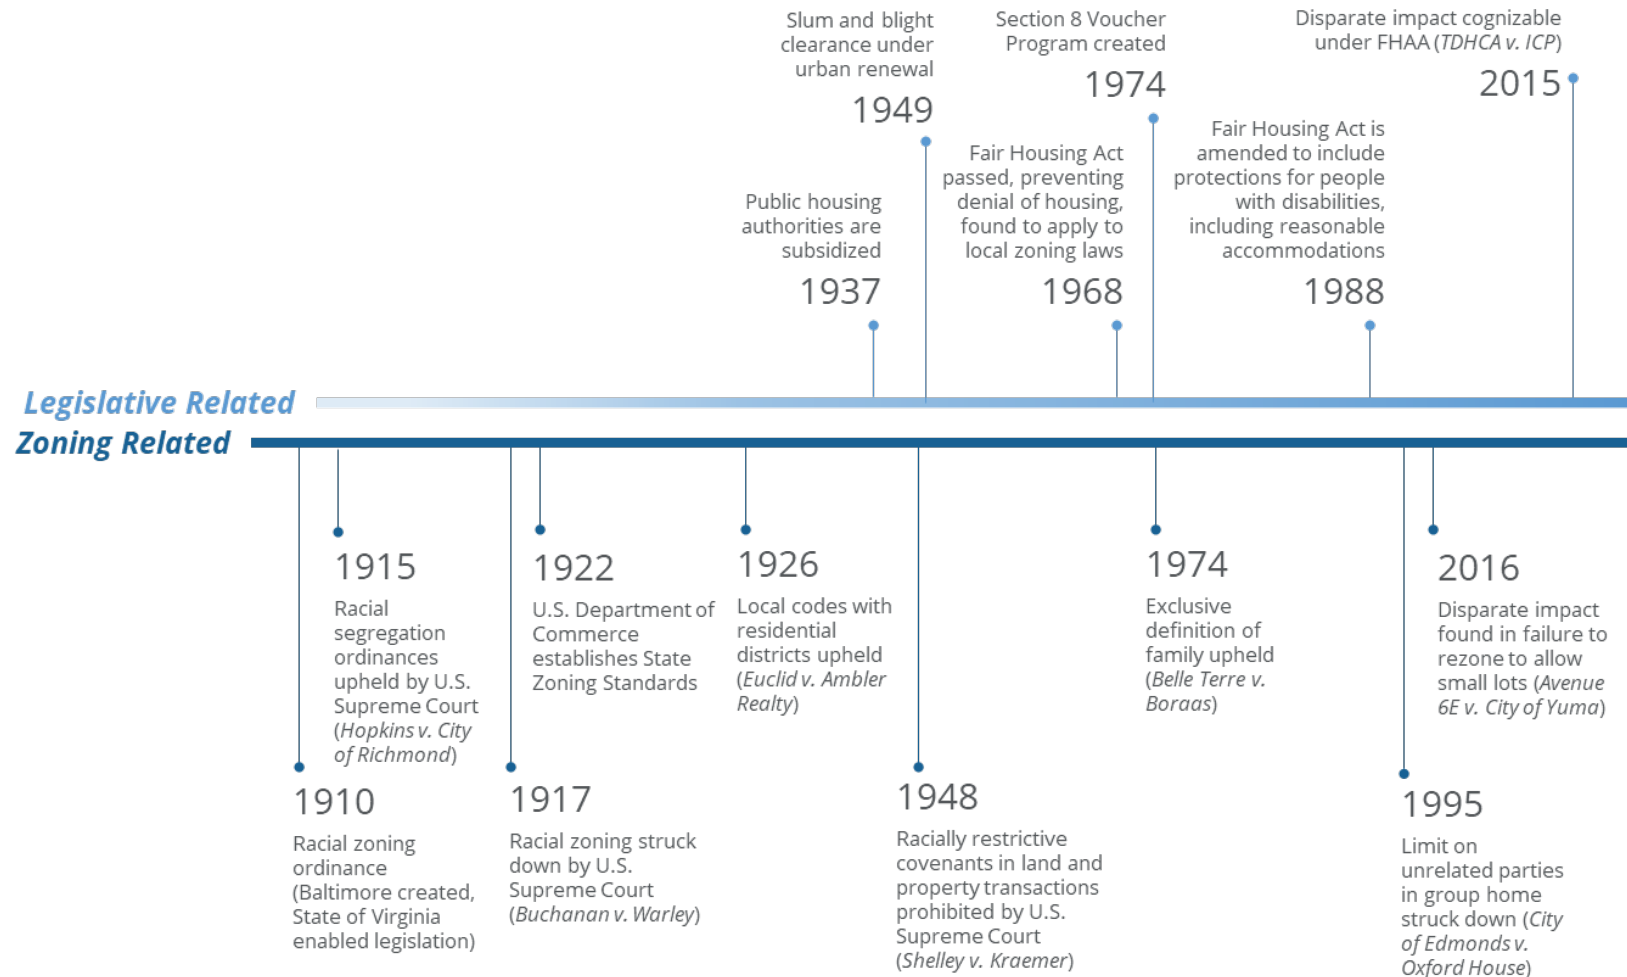 Slum and blight
clearance under
urban renewal
1949
Section 8 Voucher
Program created
1974
Disparate impact cognizable
under FHAA (TDHCA v. ICP)
2015
Public housing
authorities are
subsidized
1937
Fair Housing Act
passed, preventing
denial of housing,
found to apply to
local zoning laws
1968
Fair Housing Act is
amended to include
protections for people
with disabilities,
including reasonable
accommodations
1988
Legislative Related
Zoning Related
1915
Racial
segregation
ordinances
upheld by U.S.
Supreme Court
(Hopkins v. City
of Richmond)
1922
U.S. Department of
Commerce
establishes State
Zoning Standards
1926
Local codes with
residential
districts upheld
(Euclid v. Ambler
Realty)
1974
Exclusive
definition of
family upheld
(Belle Terre v.
Boraas)
2016
Disparate impact
found in failure to
rezone to allow
small lots (Avenue
6E v. City of Yuma)
1910
Racial zoning
ordinance
(Baltimore created,
State of Virginia
enabled legislation)
1917
Racial zoning struck
down by U.S.
Supreme Court
(Buchanan v. Warley)
1948
Racially restrictive
covenants in land and
property transactions
prohibited by U.S.
Supreme Court
(Shelley v. Kraemer)
1995
Limit on
unrelated parties
in group home
struck down (City
of Edmonds v.
Oxford House)